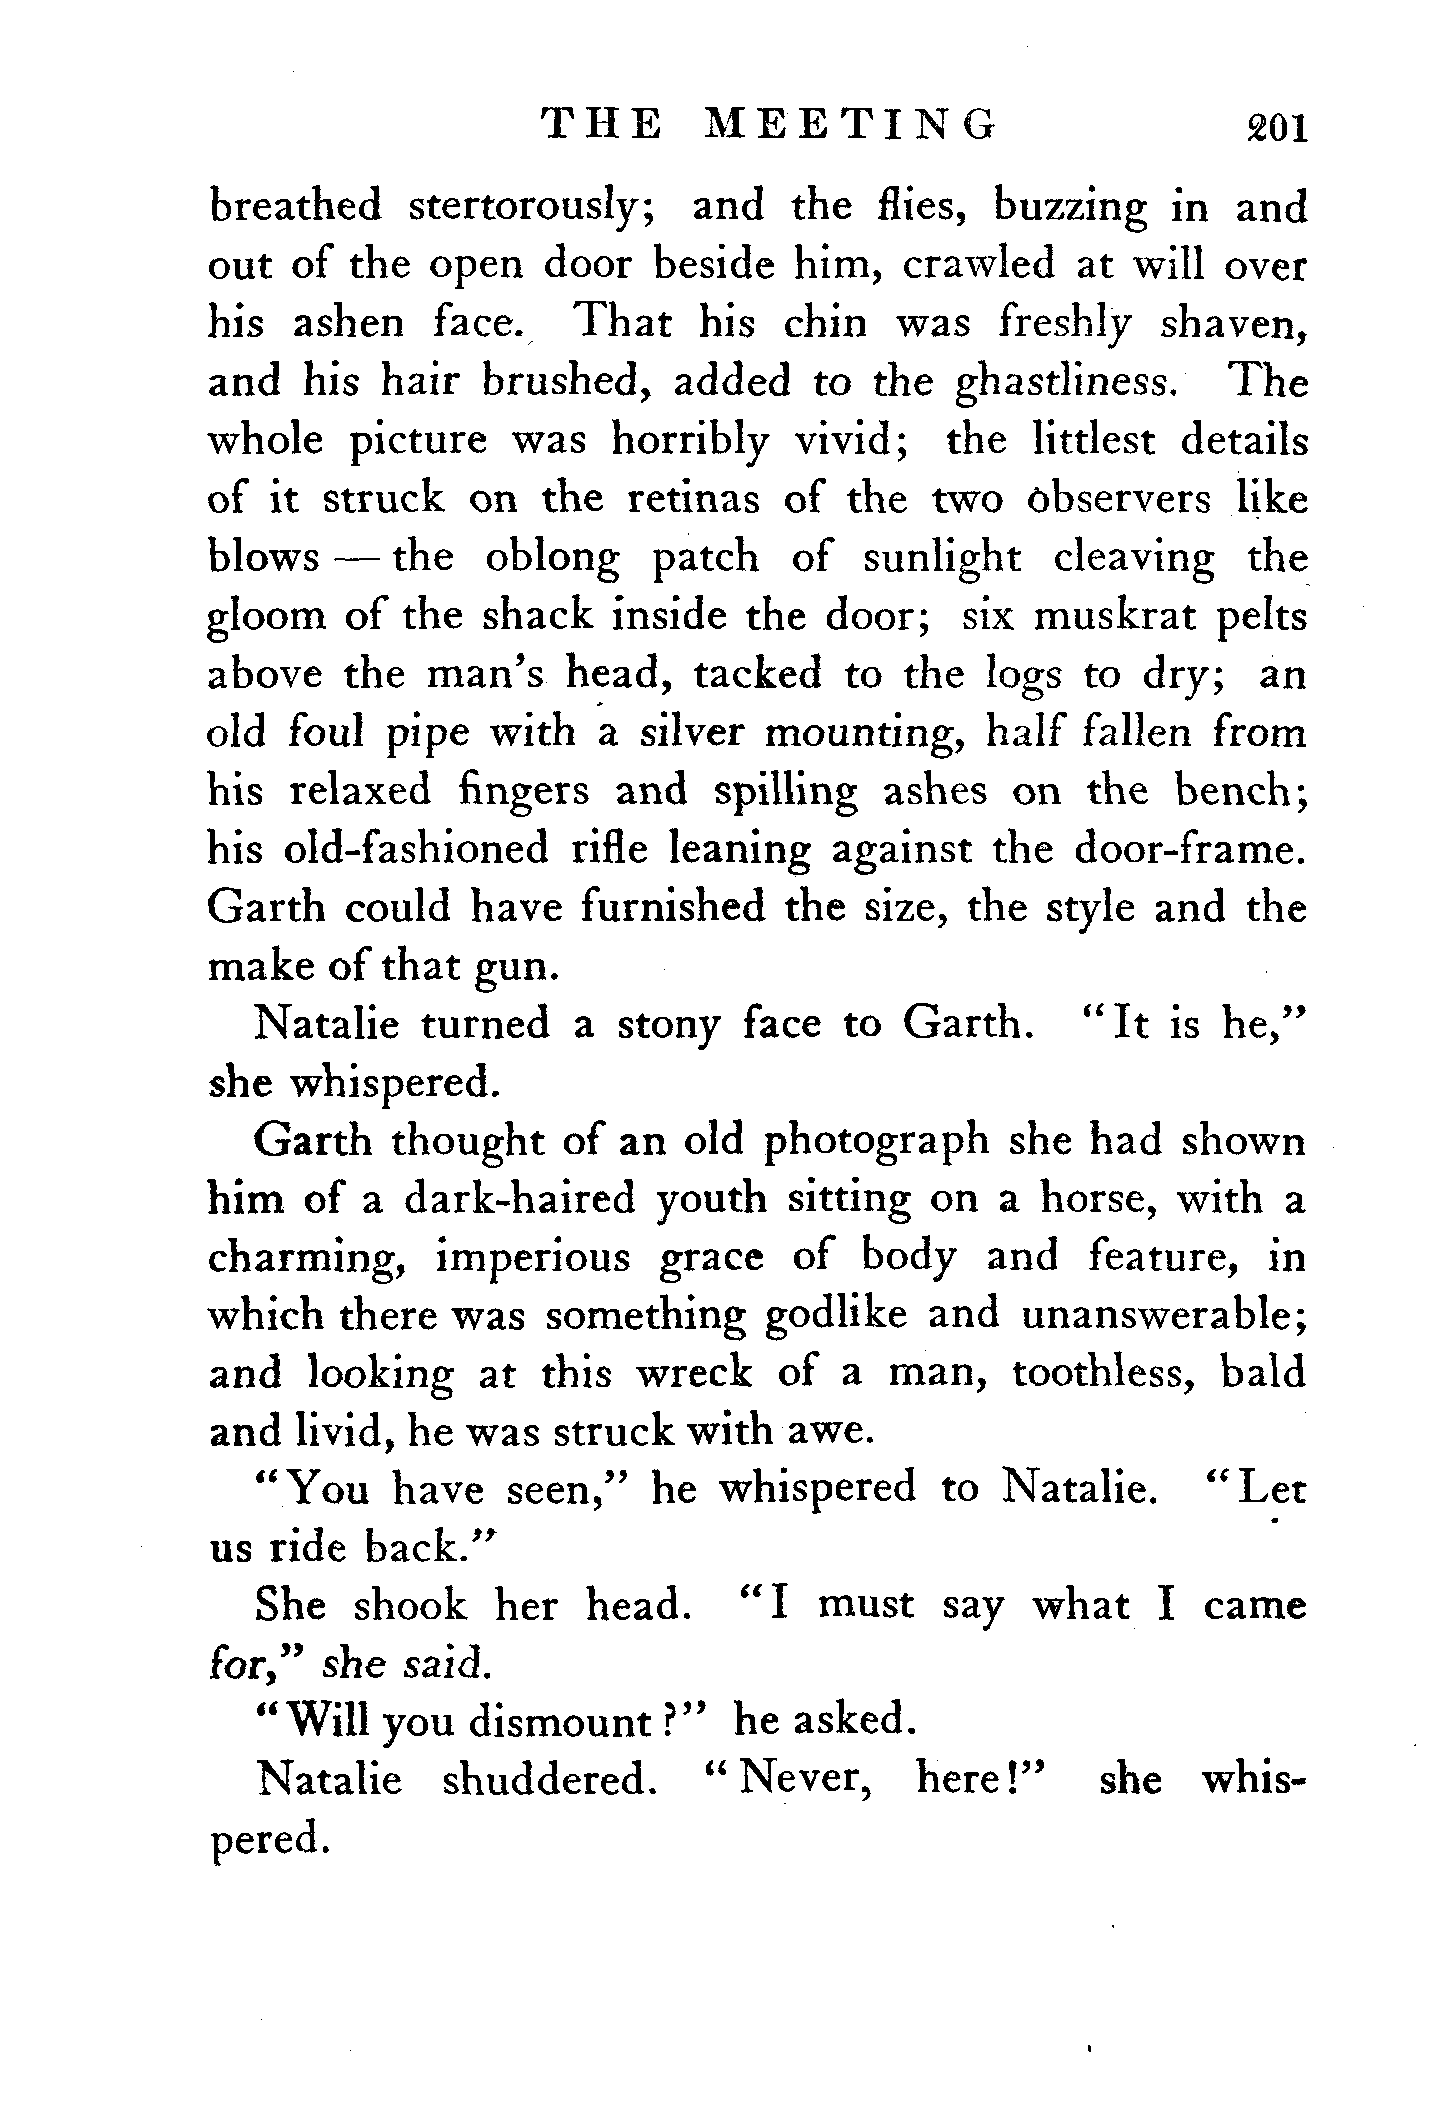 THE MEETING 201
breathed stertorously; and the flies, buzzing in and
out of the open door beside him, crawled at will over
his ashen face. That his chin was freshly shaven,
and his hair brushed, added to the ghastliness. The
whole picture was horribly vivid; the littlest details
of it struck on the retinas of the two observers like
blows — the oblong patch of sunlight cleaving the
gloom of the shack inside the door; six muskrat pelts
above the man's head, tacked to the logs to dry; an
old foul pipe with a silver mounting, half fallen from
his relaxed fingers and spilling ashes on the bench;
his old-fashioned rifle leaning against the door-frame.
Garth could have furnished the size, the style and the
make of that gun.
Natalie turned a stony face to Garth. "It is he,"
she whispered.
Garth thought of an old photograph she had shown
him of a dark-haired youth sitting on a horse, with a
charming, imperious grace of body and feature, in
which there was something godlike and unanswerable;
and looking at this wreck of a man, toothless, bald
and livid, he was struck with awe.
"You have seen," he whispered to Natalie. "Let
us ride back."
She shook her head. "I must say what I came
for," she said.
"Will you dismount?" he asked.
Natalie shuddered. "Never, here!" she whis-
pered.